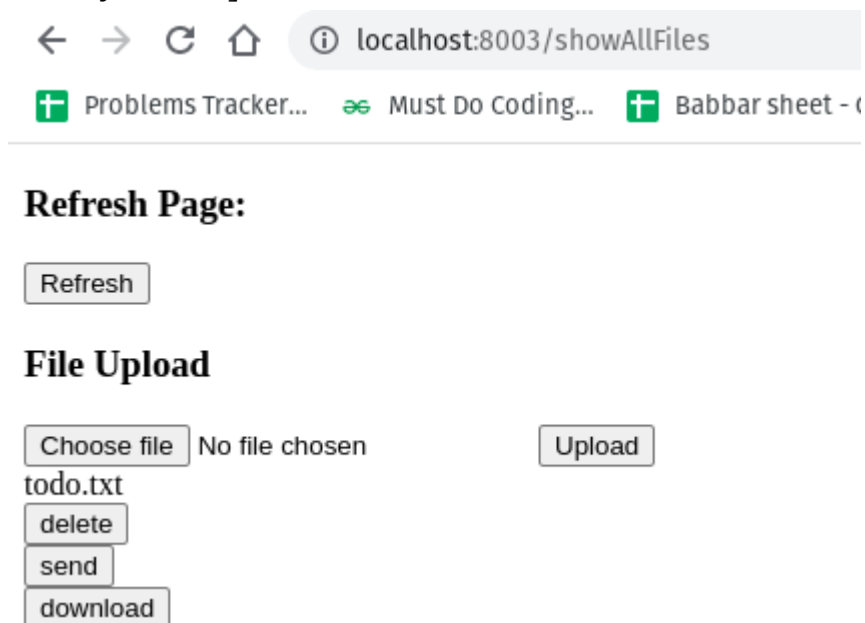 localhost:8003/showAllFiles
Problems Tracker... Must Do Coding... Babbar sheet -
Refresh Page:
Refresh
File Upload
Choose file No file chosen Upload
todo.txt
delete
send
download